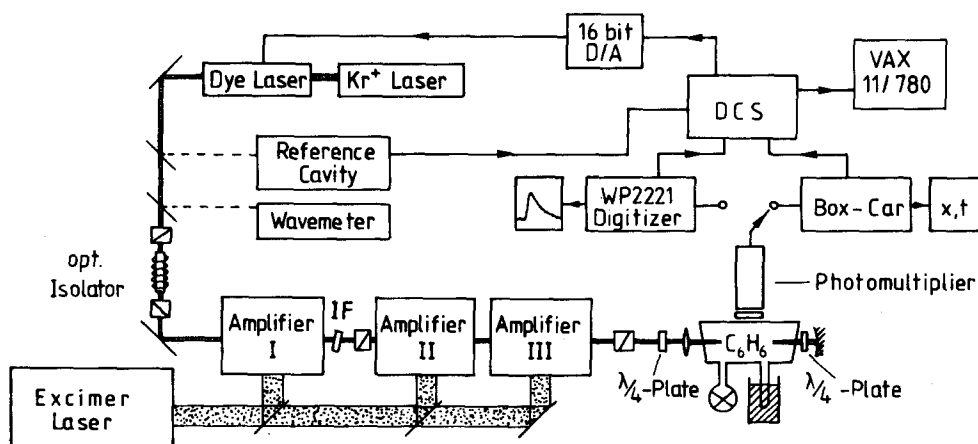 16 bit
D/A
VAX
11/780
Dye Laser
Kr+ Laser
DCS
Reference
Cavity
WP2221
Digitizer
Box-Car
x,t
Wavemeter
opt.
Isolator
Photomultiplier
Amplifier
I
IF
Amplifier
II
Amplifier
III
C6H6
λ/4-Plate
λ/4-Plate
Excimer
Laser